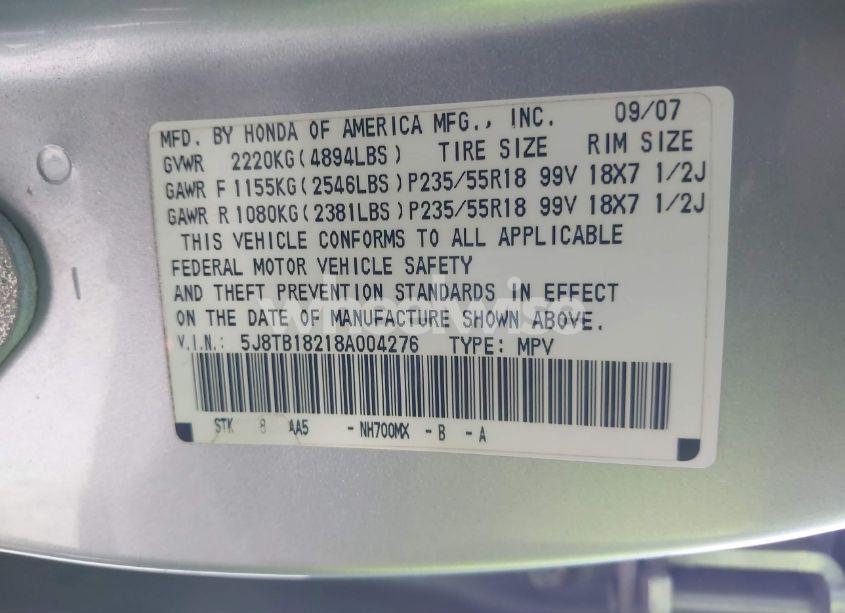 MFD. BY HONDA OF AMERICA MFG., INC. 09/07
GVWR 2220KG(4894LBS) TIRE SIZE RIM SIZE
GAWR F 1155KG(2546LBS)P235/55R18 99V 18X7 1/2J
GAWR R 1080KG(2381LBS)P235/55R18 99V 18X7 1/2J
THIS VEHICLE CONFORMS TO ALL APPLICABLE
FEDERAL MOTOR VEHICLE SAFETY
AND THEFT PREVENTION STANDARDS IN EFFECT
ON THE DATE OF MANUFACTURE SHOWN ABOVE.
V.I.N.: 5J8TB18218A004276 TYPE: MPV
STK 8 AA5 -NH700MX -B -A